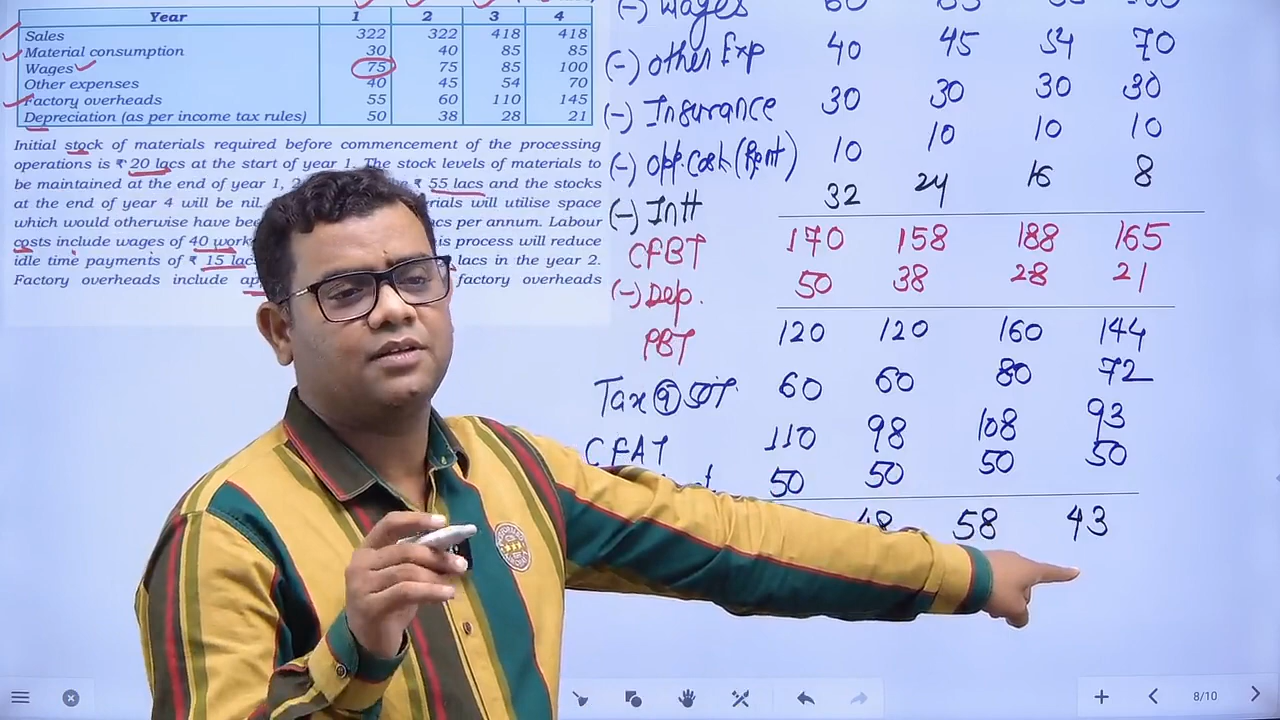 Year 1 2 3 4
Sales 322 322 418 418
Material consumption 30 40 85 85
Wages 75 75 85 100
Other expenses 40 45 54 70
Factory overheads 55 60 110 145
Depreciation (as per income tax rules) 50 38 28 21
Initial stock of materials required before commencement of the processing
operations is ₹ 20 lacs at the start of year 1. The stock levels of materials to
be maintained at the end of year 1, 2 ₹ 55 lacs and the stocks
at the end of year 4 will be nil. will utilise space
which would otherwise have per annum. Labour
costs include wages of 40 this process will reduce
idle time payments of ₹ 15 lacs in the year 2.
Factory overheads include factory overheads
(-) Wages
(-) Other Exp 40 45 54 70
(-) Insurance 30 30 30 30
(-) Opp. Cost (Rent) 10 10 10 10
(-) Intt 32 24 16 8
CFBT 170 158 188 165
(-) Dep. 50 38 28 21
PBT 120 120 160 144
Tax @ 50% 60 60 80 72
CFAT 110 98 108 93
50 50 50 50
48 58 43
8/10